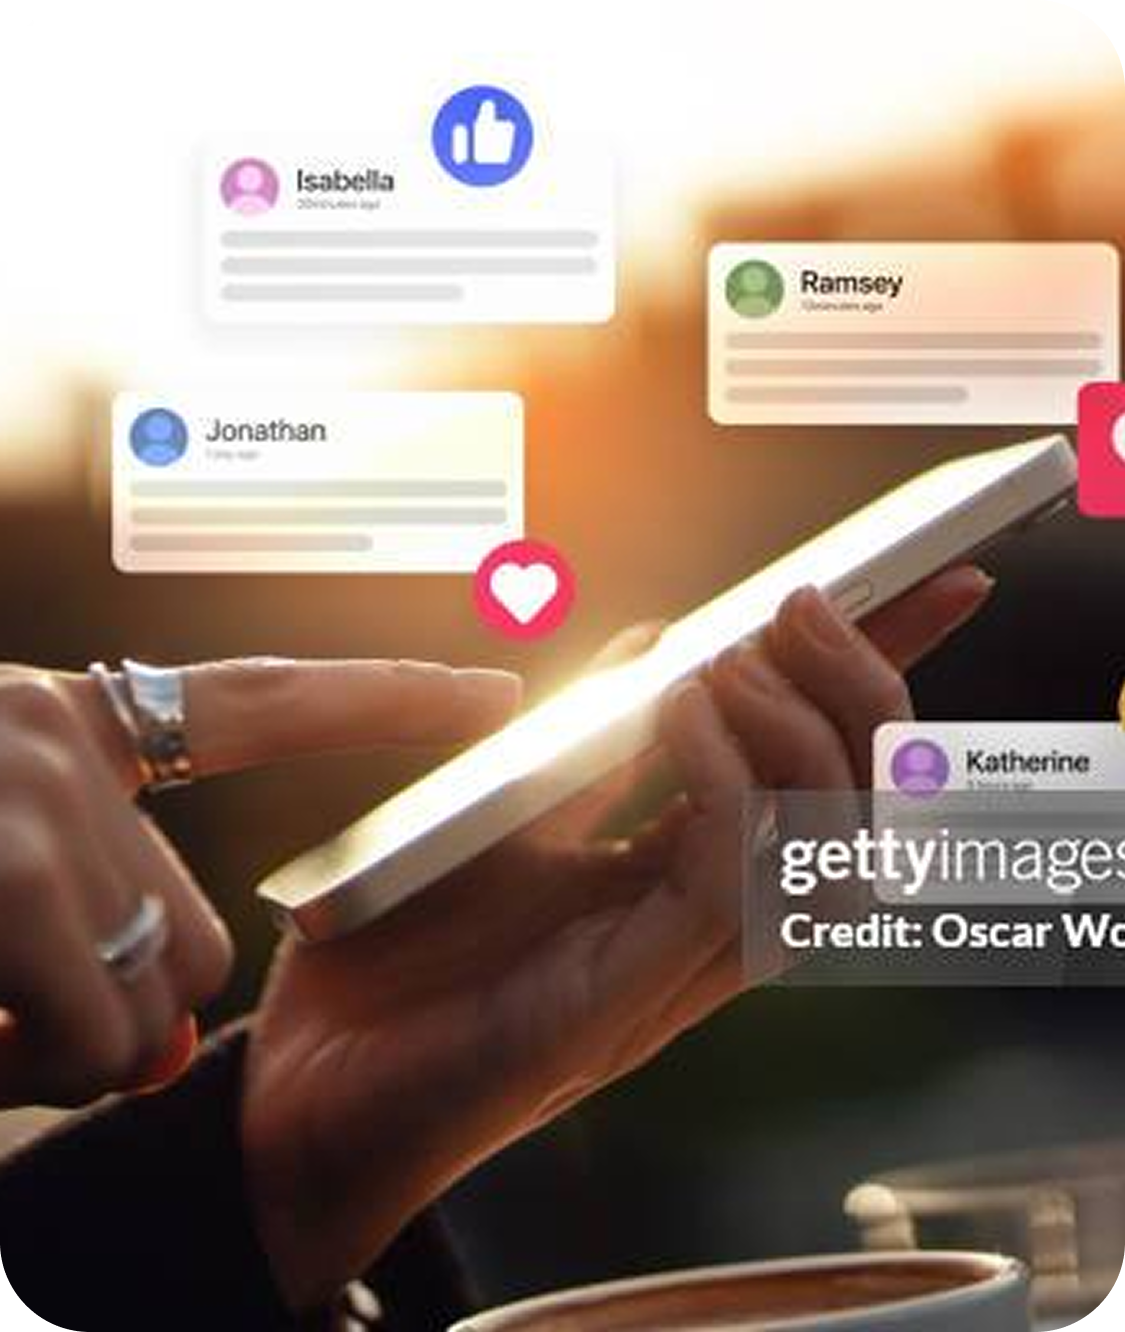 Isabella
Ramsey
Jonathan
Katherine
gettyimages
Credit: Oscar Wo